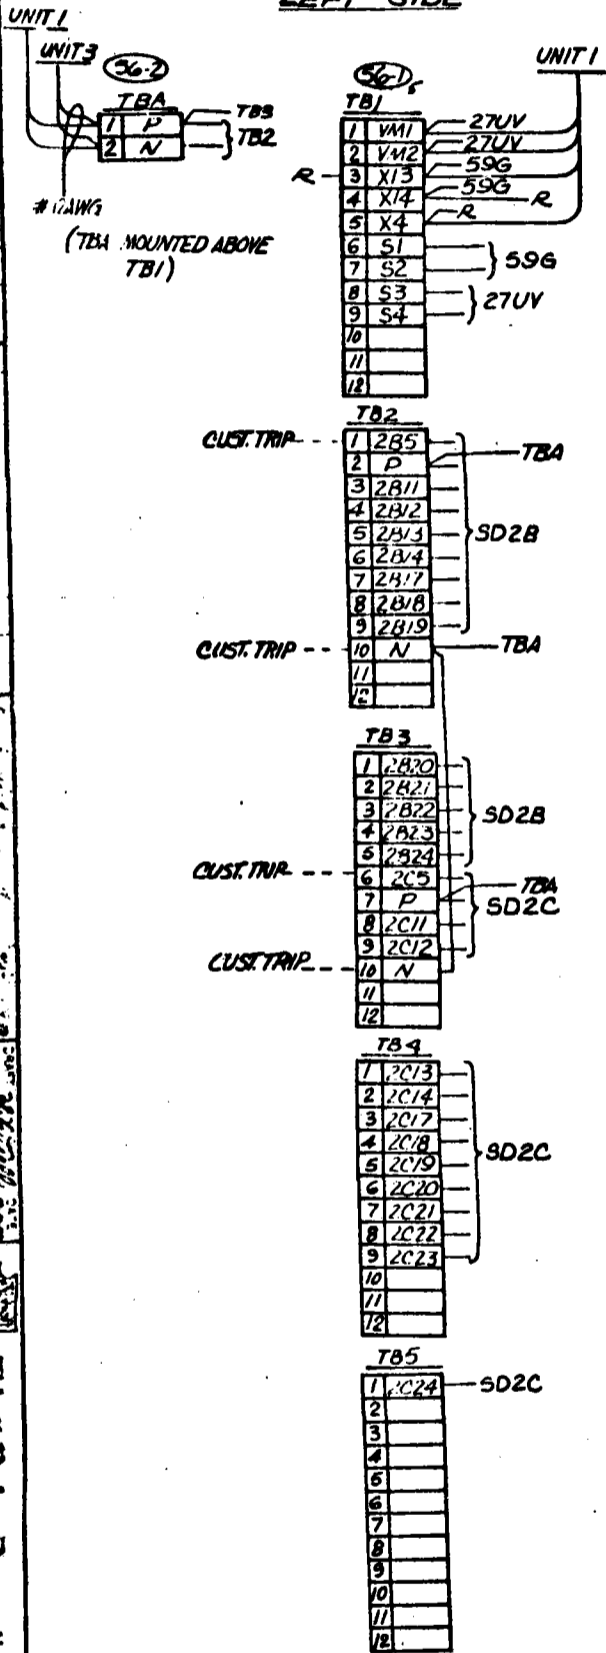 LEFT SIDE
UNIT 1
UNIT 3
36-2
TBA
1 P TB3
2 N TB2
(TBA MOUNTED ABOVE
TB1)
UNIT 1
36-1
TB1
1 VM1 27UV
2 VM2 27UV
R 3 X13 59G
4 X14 59G R
5 X4 R
6 S1
7 S2
59G
8 S3
9 S4
27UV
10
11
12
TB2
CUST. TRIP 1 2B5
2 P TBA
3 2B11
4 2B12
5 2B13
SD2B
6 2B14
7 2B17
8 2B18
9 2B19
CUST. TRIP 10 N TBA
11
12
TB3
1 2B20
2 2B21
3 2B22
SD2B
4 2B23
5 2B24
CUST. TRIP 6 2C5
7 P TBA
SD2C
8 2C11
9 2C12
CUST. TRIP 10 N
11
12
TB4
1 2C13
2 2C14
3 2C17
4 2C18
SD2C
5 2C19
6 2C20
7 2C21
8 2C22
9 2C23
10
11
12
TB5
1 2C24 SD2C
2
3
4
5
6
7
8
9
10
11
12